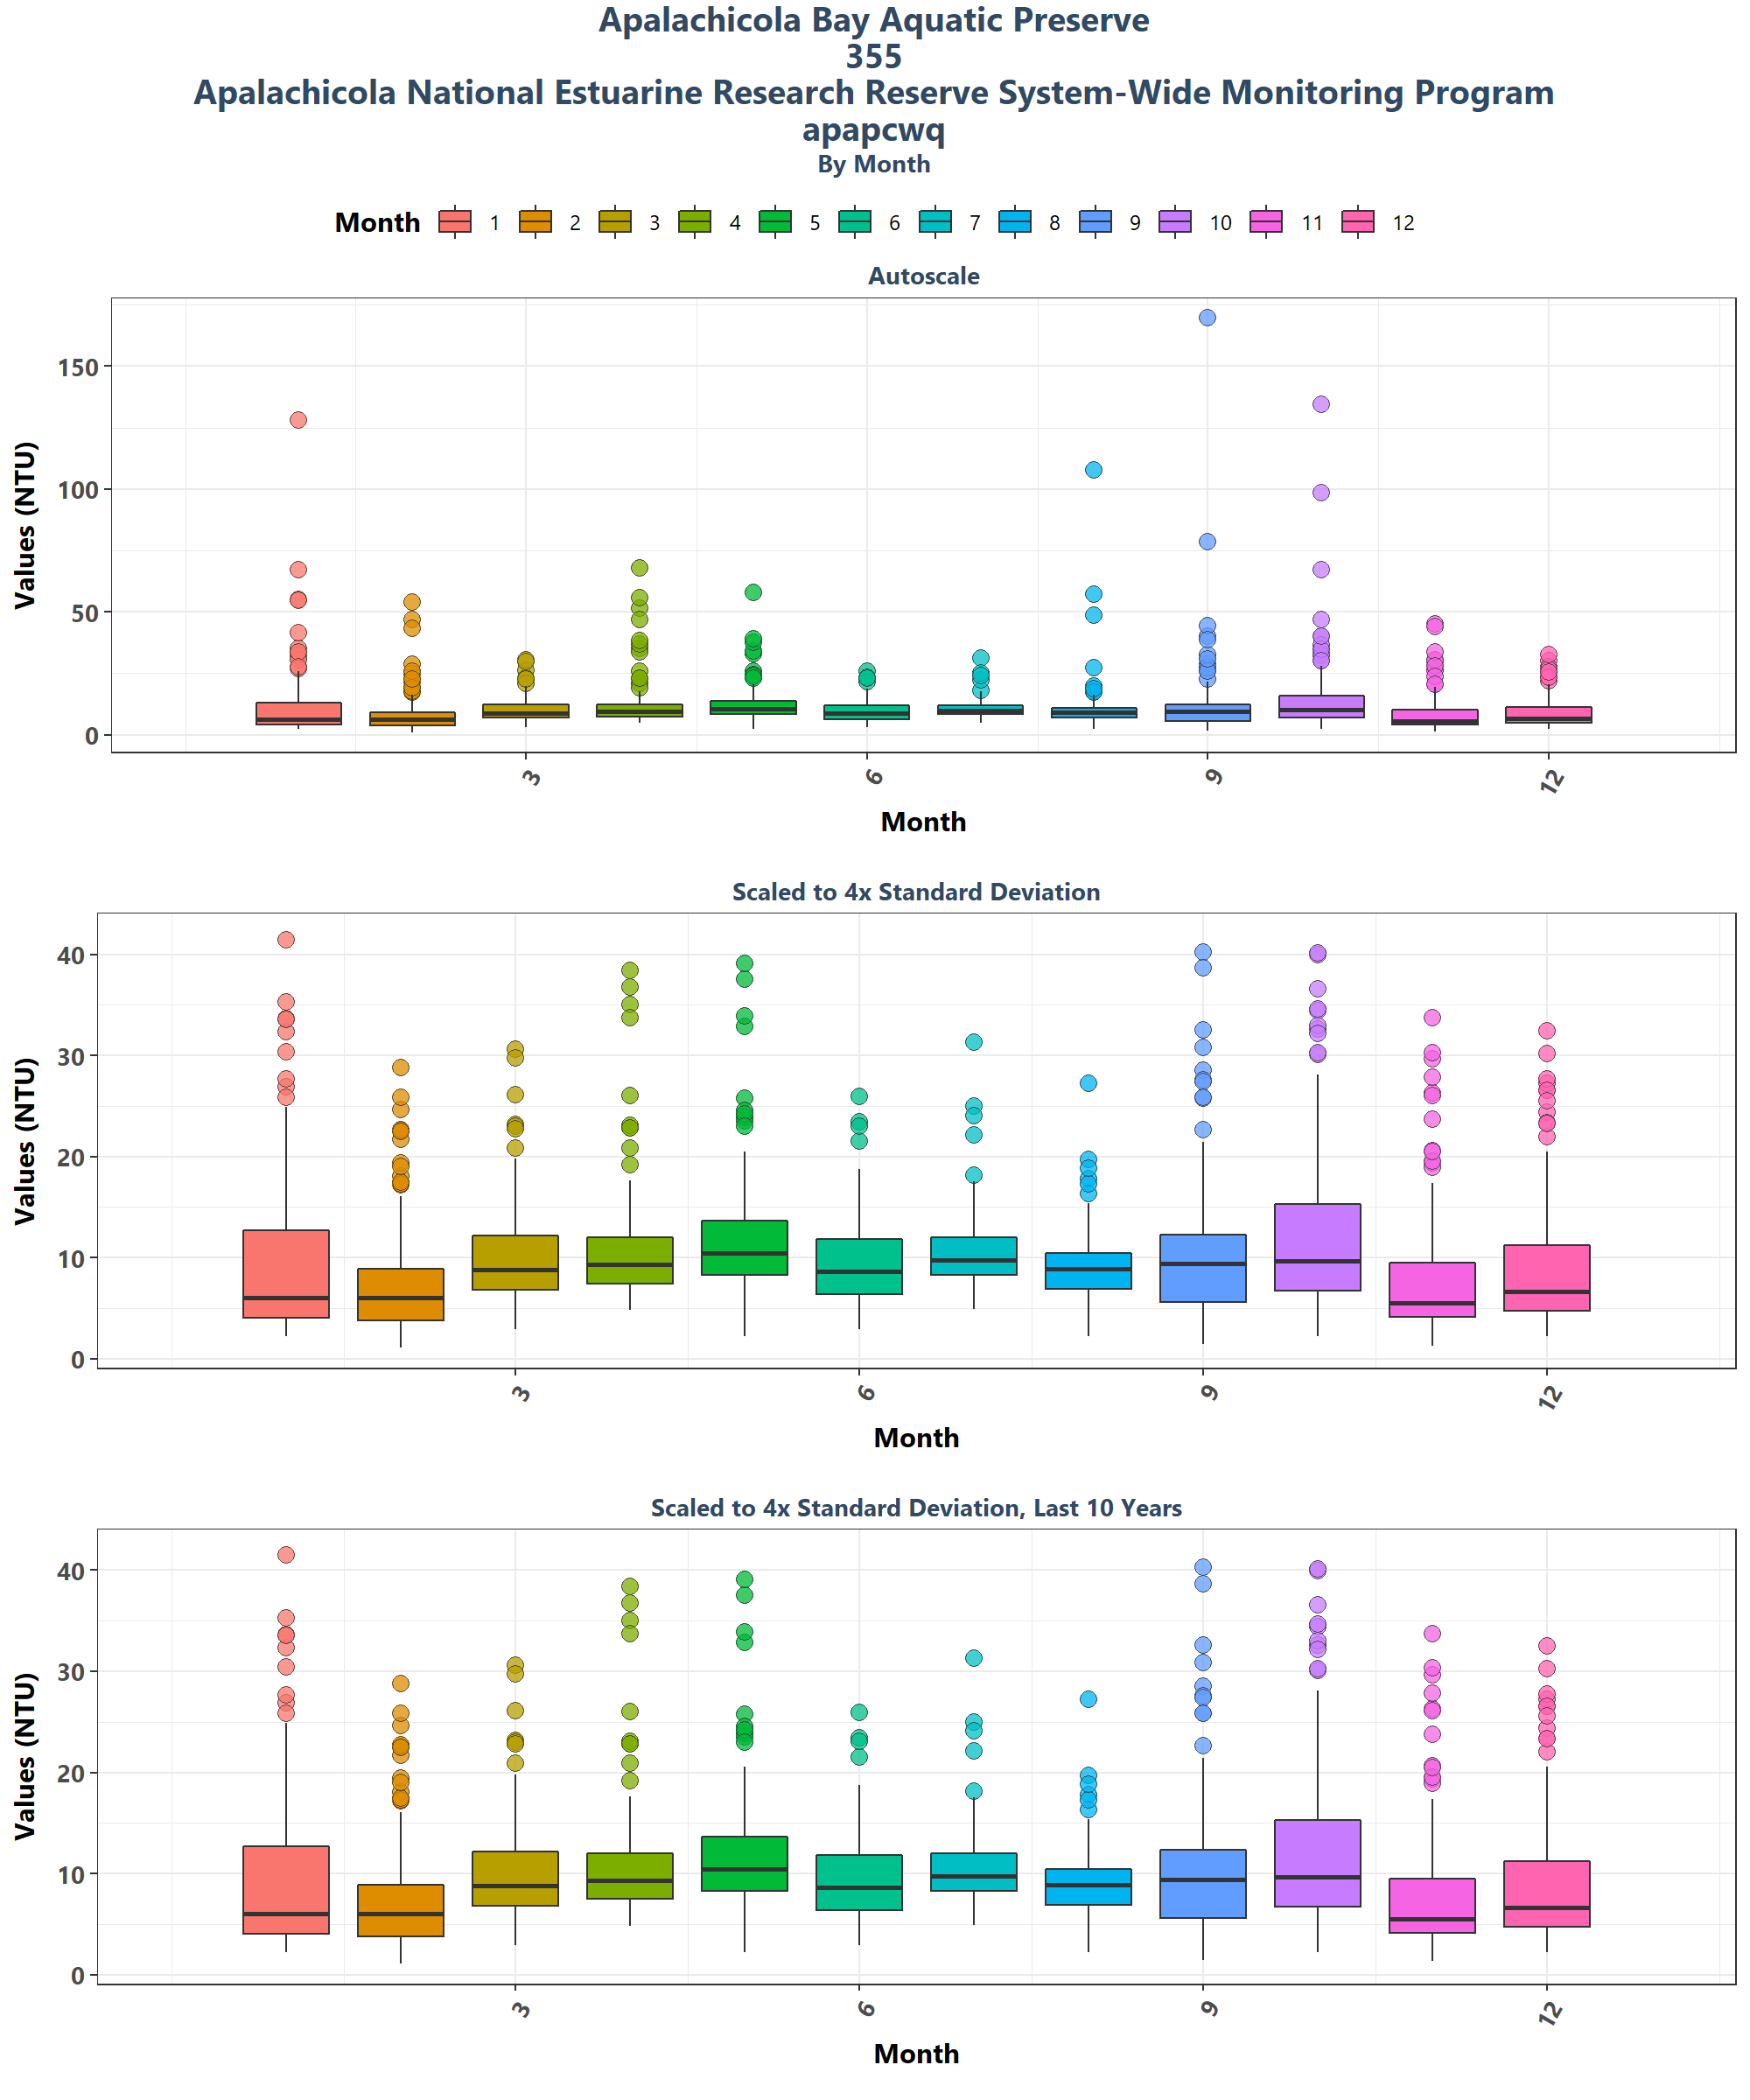 Apalachicola Bay Aquatic Preserve
355
Apalachicola National Estuarine Research Reserve System-Wide Monitoring Program
apapcwq
By Month
Month 1 2 3 4 5 6 7 8 9 10 11 12
Autoscale
Values (NTU)
150
100
50
0
3 6 9 12
Month
Scaled to 4x Standard Deviation
Values (NTU)
40
30
20
10
0
3 6 9 12
Month
Scaled to 4x Standard Deviation, Last 10 Years
Values (NTU)
40
30
20
10
0
3 6 9 12
Month